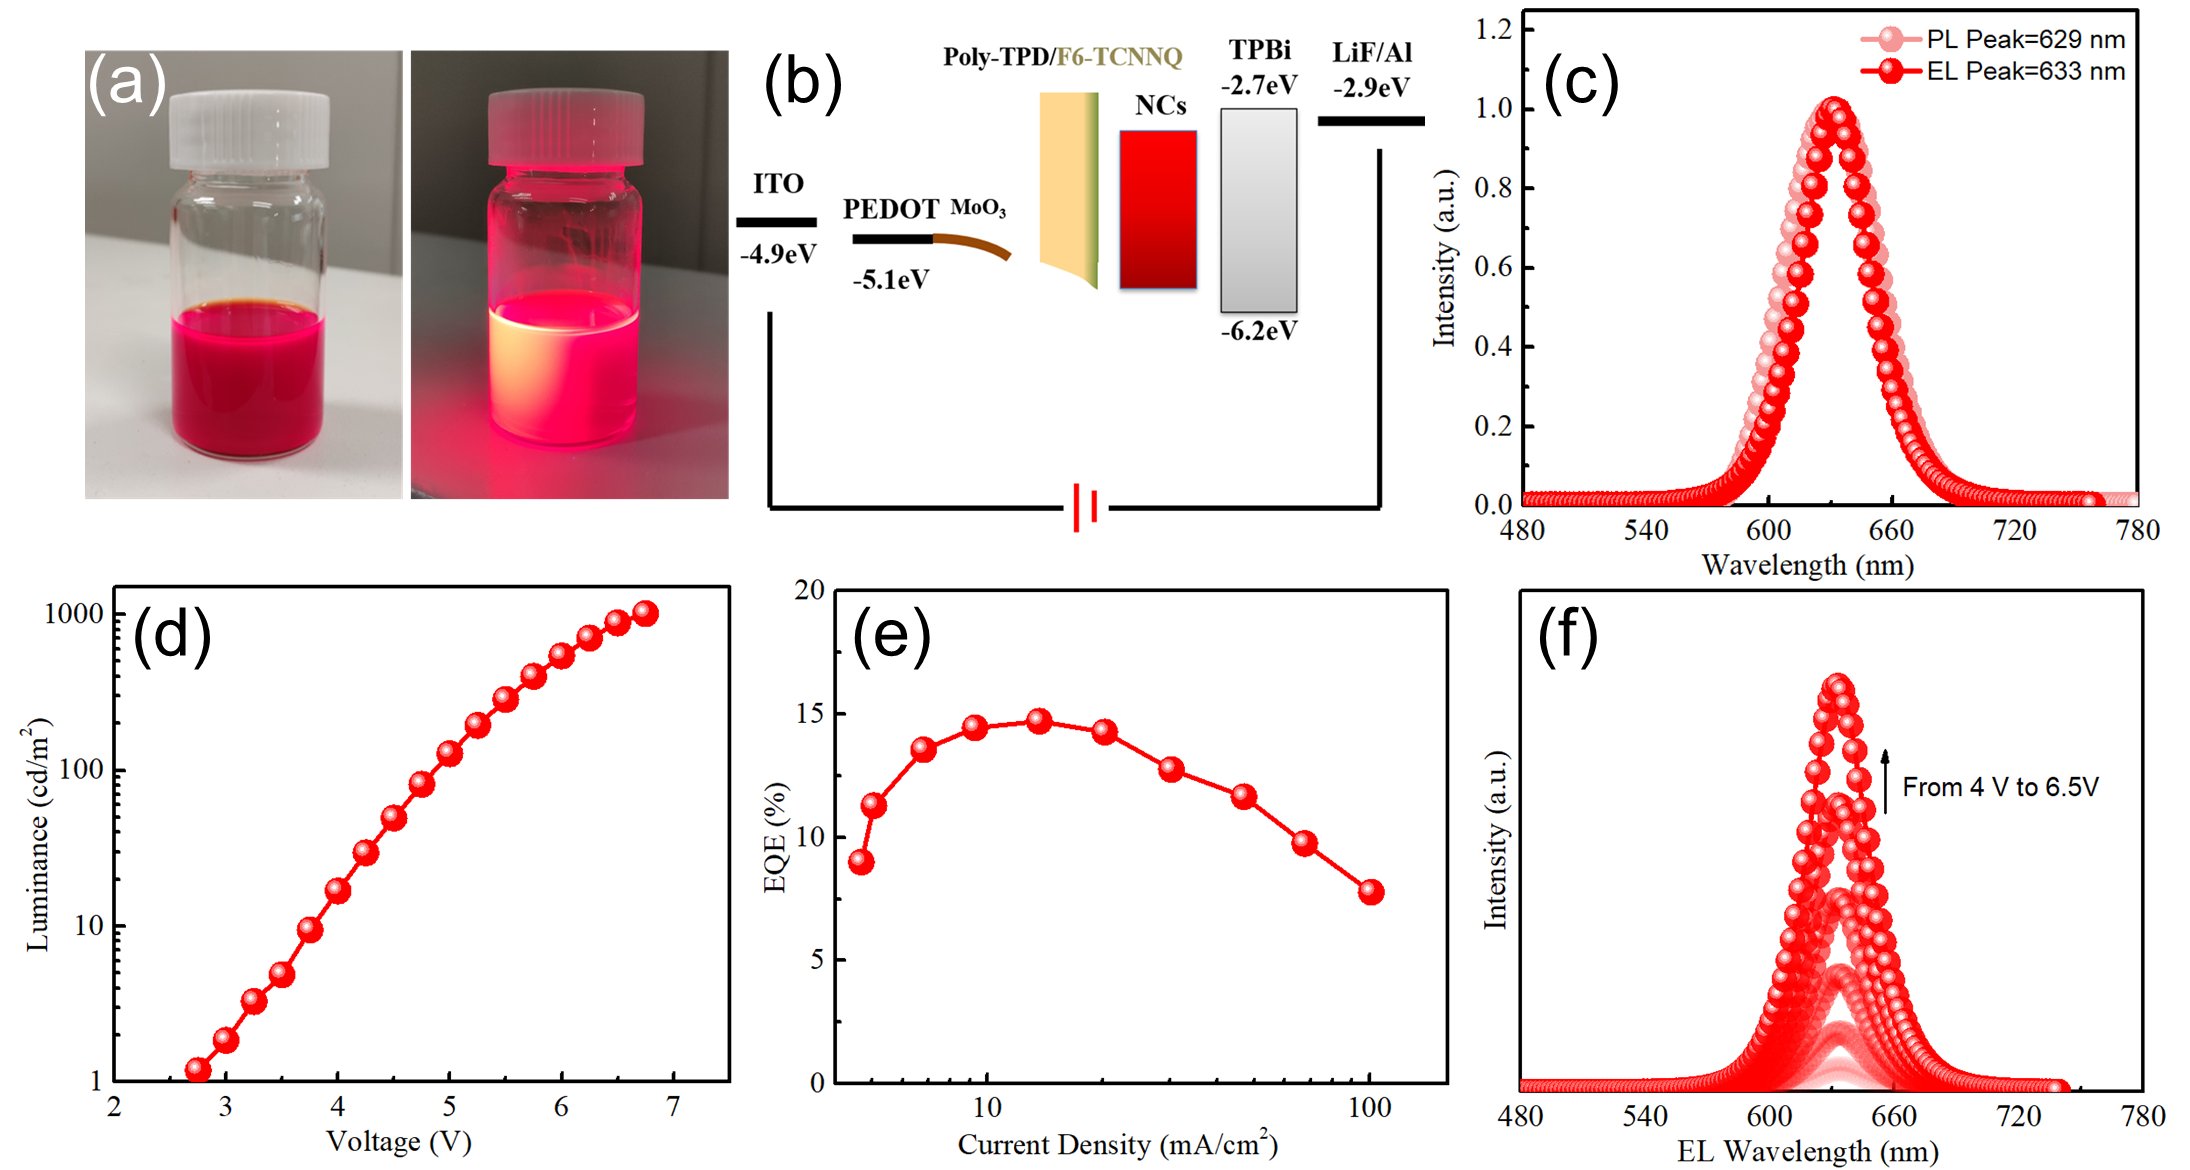 (a)
(b)
Poly-TPD/F6-TCNNQ
TPBi
-2.7eV
LiF/Al
-2.9eV
NCs
ITO
-4.9eV
PEDOT
MoO3
-5.1eV
-6.2eV
(c)
PL Peak=629 nm
EL Peak=633 nm
Intensity (a.u.)
1.2
1.0
0.8
0.6
0.4
0.2
0.0
480 540 600 660 720 780
Wavelength (nm)
(d)
Luminance (cd/m2)
1000
100
10
1
2 3 4 5 6 7
Voltage (V)
(e)
EQE (%)
20
15
10
5
0
10 100
Current Density (mA/cm2)
(f)
Intensity (a.u.)
From 4 V to 6.5V
480 540 600 660 720 780
EL Wavelength (nm)